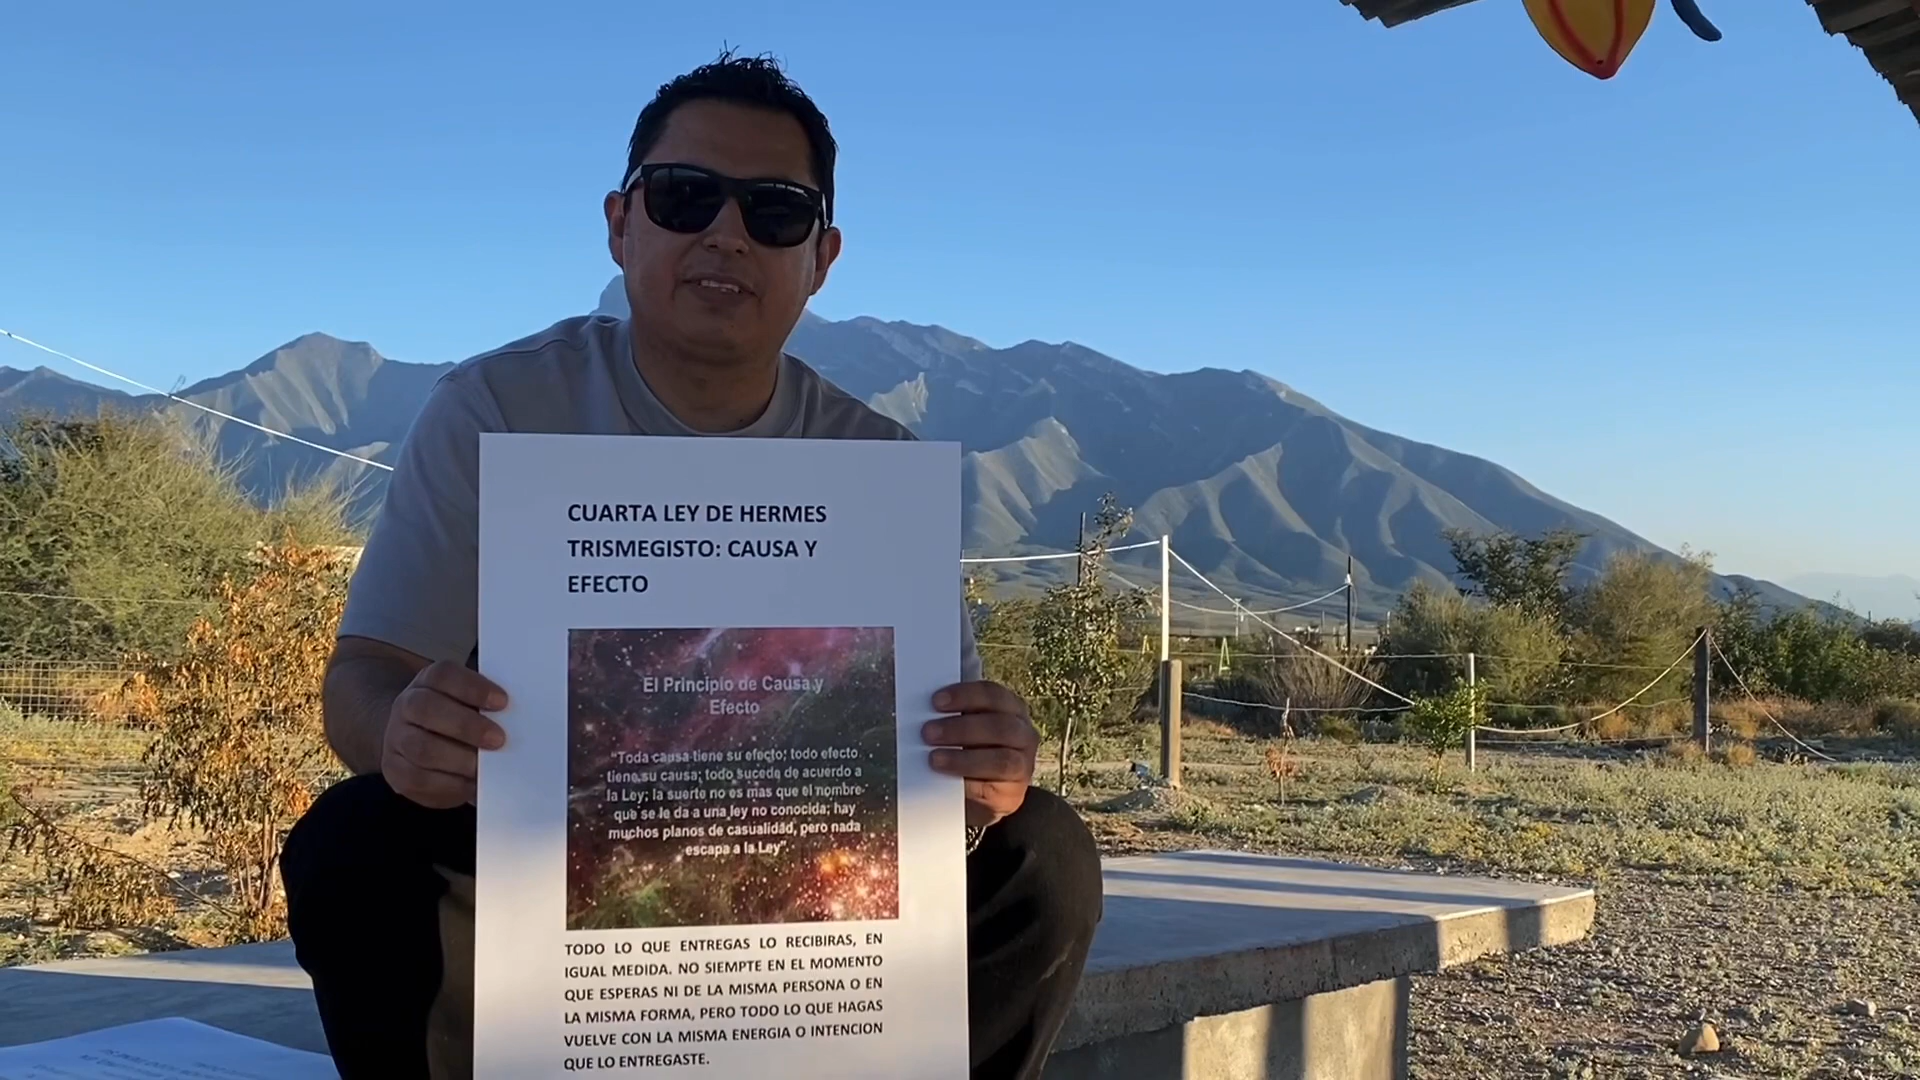 CUARTA LEY DE HERMES
TRISMEGISTO: CAUSA Y
EFECTO
El Principio de Causa y
Efecto
“Toda causa tiene su efecto; todo efecto
tiene su causa; todo sucede de acuerdo a
la Ley; la suerte no es mas que el nombre
que se le da a una ley no conocida; hay
muchos planos de casualidad, pero nada
escapa a la Ley”.
TODO LO QUE ENTREGAS LO RECIBIRAS, EN
IGUAL MEDIDA. NO SIEMPTE EN EL MOMENTO
QUE ESPERAS NI DE LA MISMA PERSONA O EN
LA MISMA FORMA, PERO TODO LO QUE HAGAS
VUELVE CON LA MISMA ENERGIA O INTENCION
QUE LO ENTREGASTE.